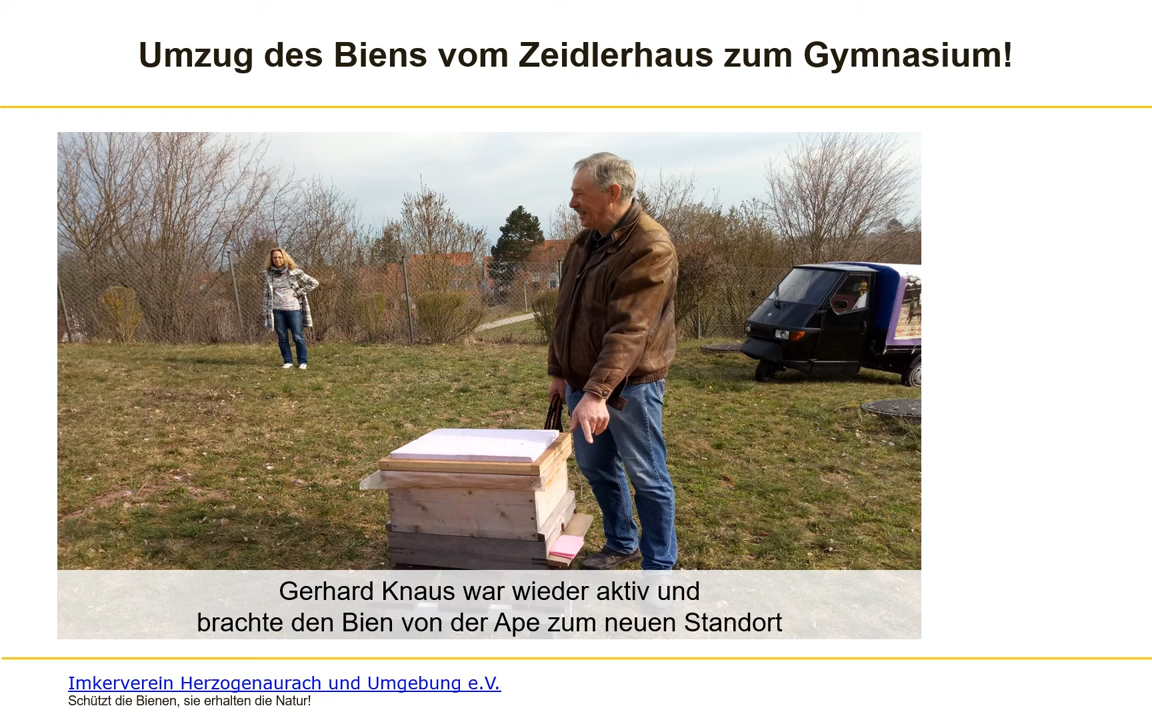 Umzug des Biens vom Zeidlerhaus zum Gymnasium!
Gerhard Knaus war wieder aktiv und
brachte den Bien von der Ape zum neuen Standort
Imkerverein Herzogenaurach und Umgebung e.V.
Schützt die Bienen, sie erhalten die Natur!